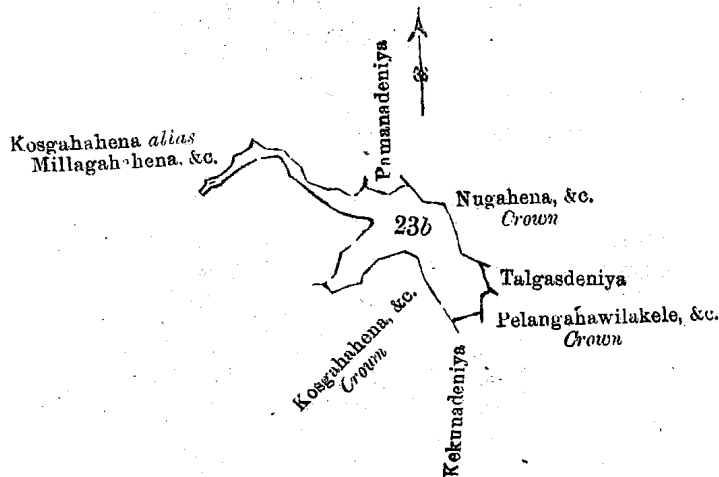 Pamanadeniya
Kosgahahena alias
Millagahahena, &c.
Nugahena, &c.
Crown
23b
Talgasdeniya
Pelangahawilakele, &c.
Crown
Kosgahahena, &c.
Crown
Kekunadeniya